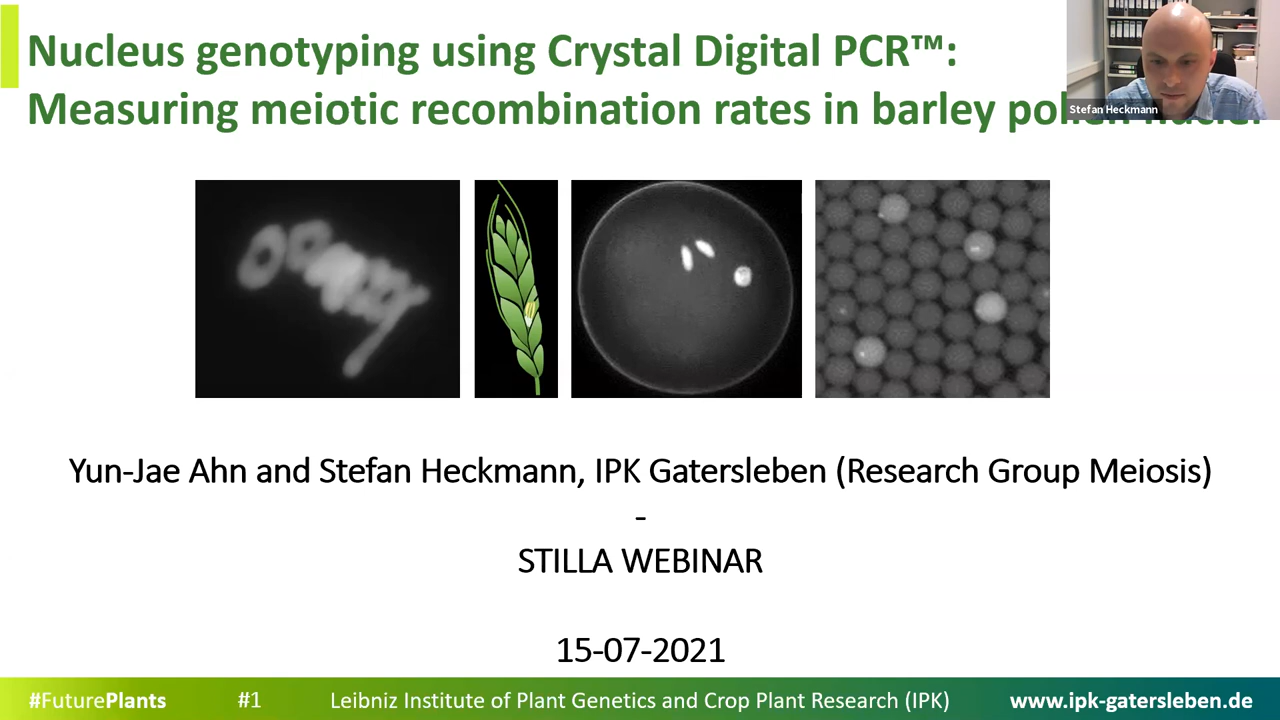 Nucleus genotyping using Crystal Digital PCR™:
Measuring meiotic recombination rates in barley pollen nuclei
Stefan Heckmann
Yun-Jae Ahn and Stefan Heckmann, IPK Gatersleben (Research Group Meiosis)
-
STILLA WEBINAR
15-07-2021
#FuturePlants #1 Leibniz Institute of Plant Genetics and Crop Plant Research (IPK) www.ipk-gatersleben.de